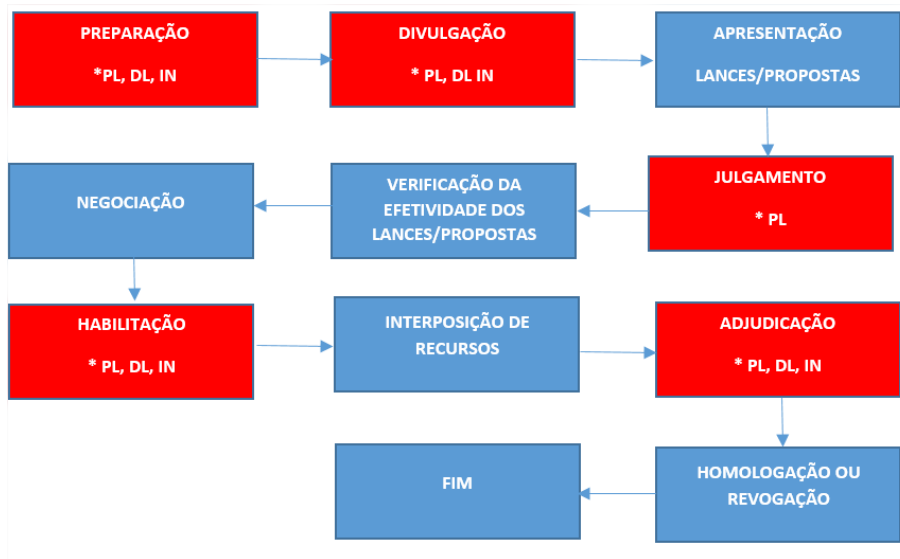 PREPARAÇÃO
*PL, DL, IN
DIVULGAÇÃO
* PL, DL IN
APRESENTAÇÃO
LANCES/PROPOSTAS
JULGAMENTO
* PL
VERIFICAÇÃO DA
EFETIVIDADE DOS
LANCES/PROPOSTAS
NEGOCIAÇÃO
HABILITAÇÃO
* PL, DL, IN
INTERPOSIÇÃO DE
RECURSOS
ADJUDICAÇÃO
* PL, DL, IN
HOMOLOGAÇÃO OU
REVOGAÇÃO
FIM